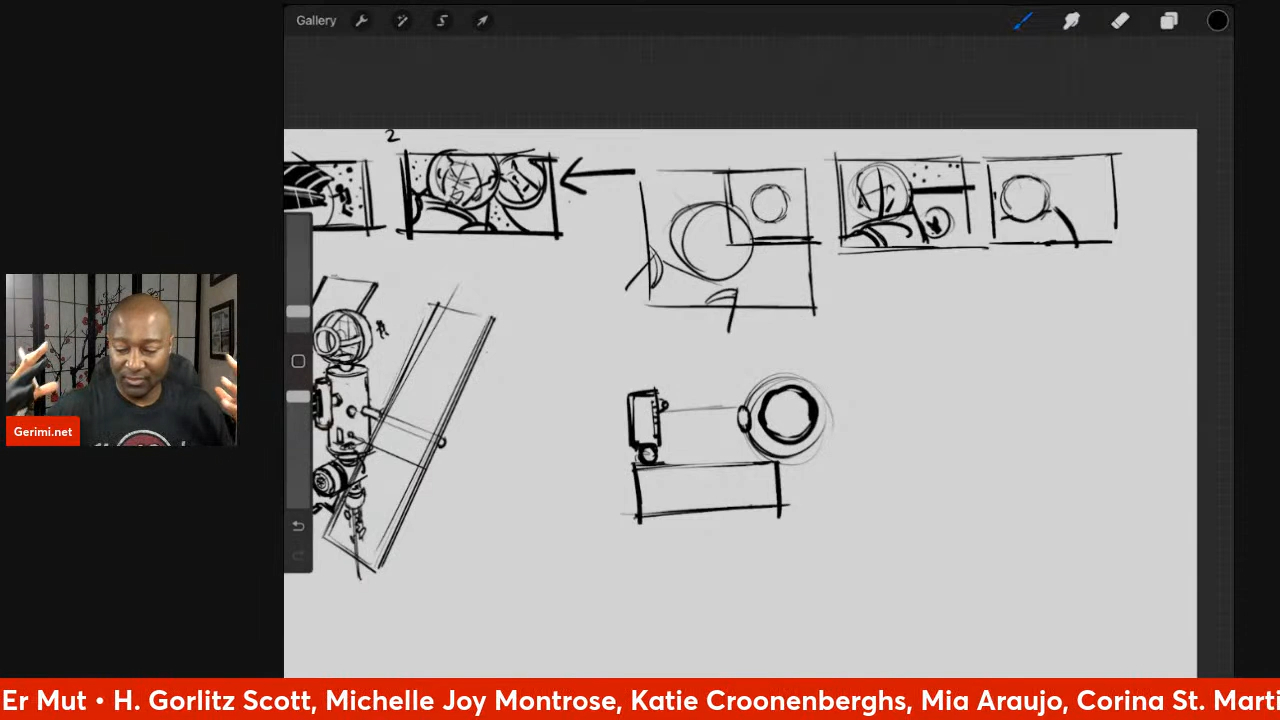 Gallery
2
Gerimi.net
Er Mut • H. Gorlitz Scott, Michelle Joy Montrose, Katie Croonenberghs, Mia Araujo, Corina St. Marti